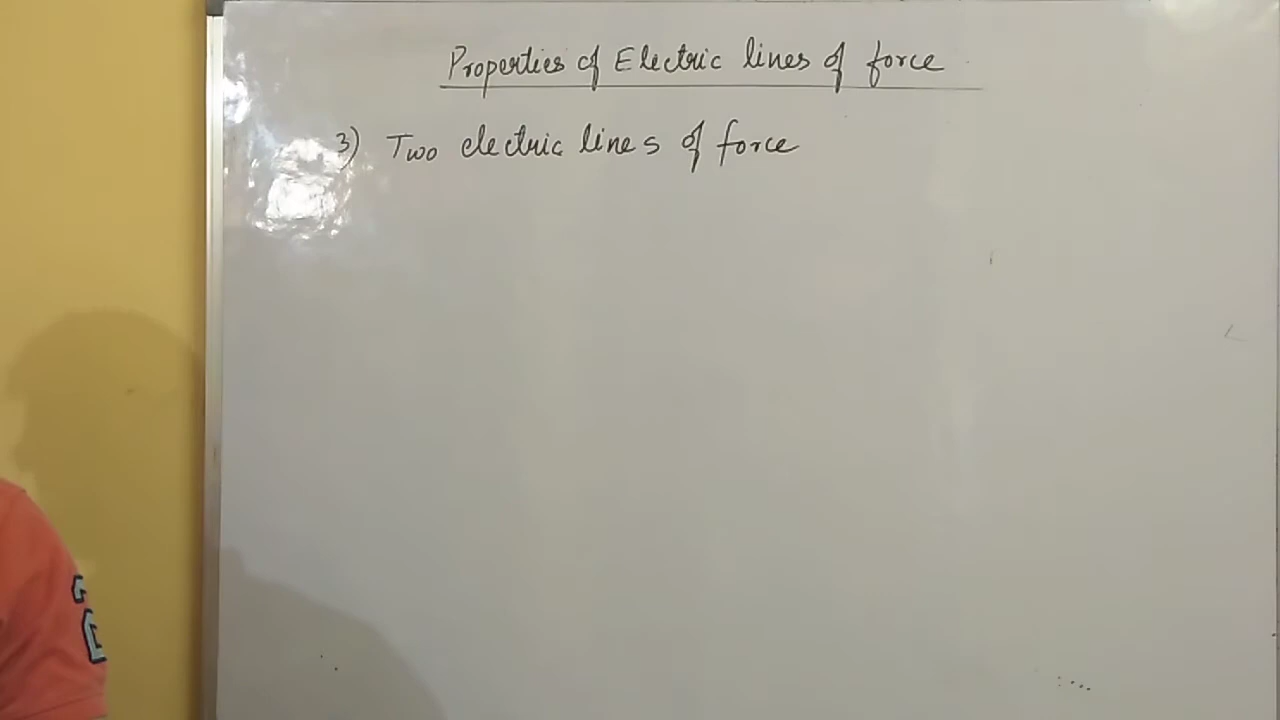 Properties of Electric lines of force
3) Two electric lines of force